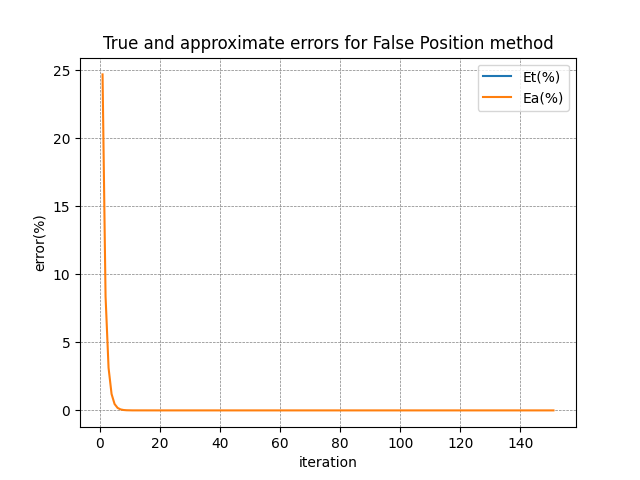 True and approximate errors for False Position method
Et(%)
Ea(%)
25
20
15
10
5
0
error(%)
0 20 40 60 80 100 120 140
iteration